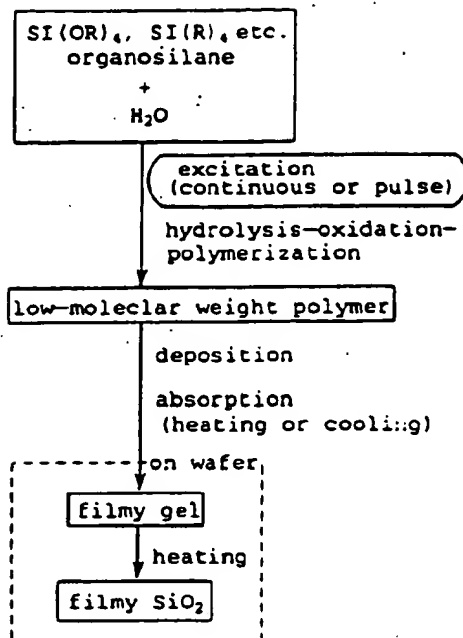 SI(OR)₄, SI(R)₄ etc.
organosilane
+
H₂O
excitation
(continuous or pulse)
hydrolysis-oxidation-
polymerization
low-moleclar weight polymer
deposition
absorption
(heating or cooling)
on wafer
filmy gel
heating
filmy SiO₂